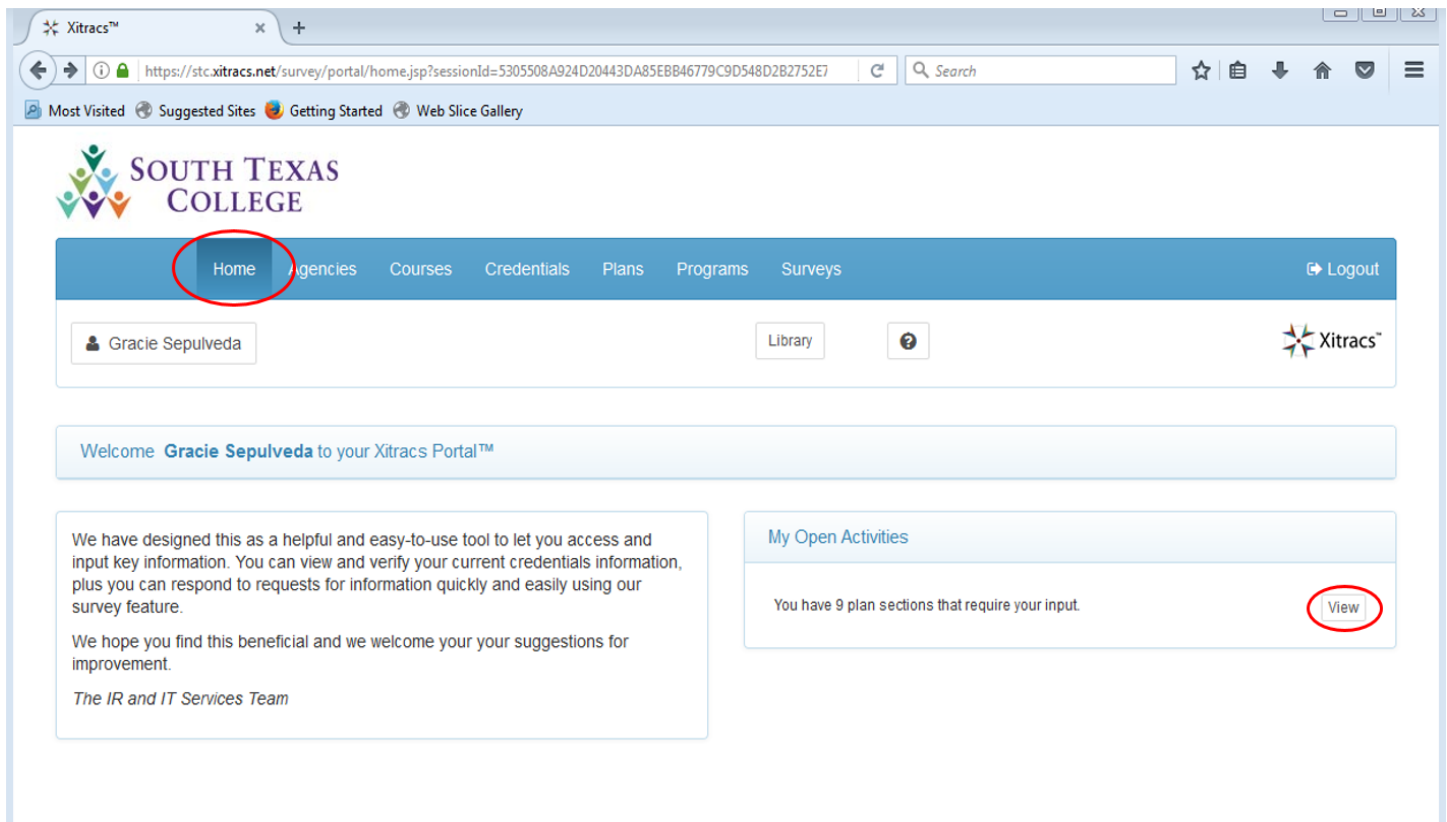 Xitracs™
https://stc.xitracs.net/survey/portal/home.jsp?sessionId=5305508A924D20443DA85EBB46779C9D548D2B2752E7
Search
Most Visited Suggested Sites Getting Started Web Slice Gallery
SOUTH TEXAS
COLLEGE
Home Agencies Courses Credentials Plans Programs Surveys Logout
Gracie Sepulveda Library Xitracs™
Welcome Gracie Sepulveda to your Xitracs Portal™
We have designed this as a helpful and easy-to-use tool to let you access and
input key information. You can view and verify your current credentials information,
plus you can respond to requests for information quickly and easily using our
survey feature.
We hope you find this beneficial and we welcome your your suggestions for
improvement.
The IR and IT Services Team
My Open Activities
You have 9 plan sections that require your input. View